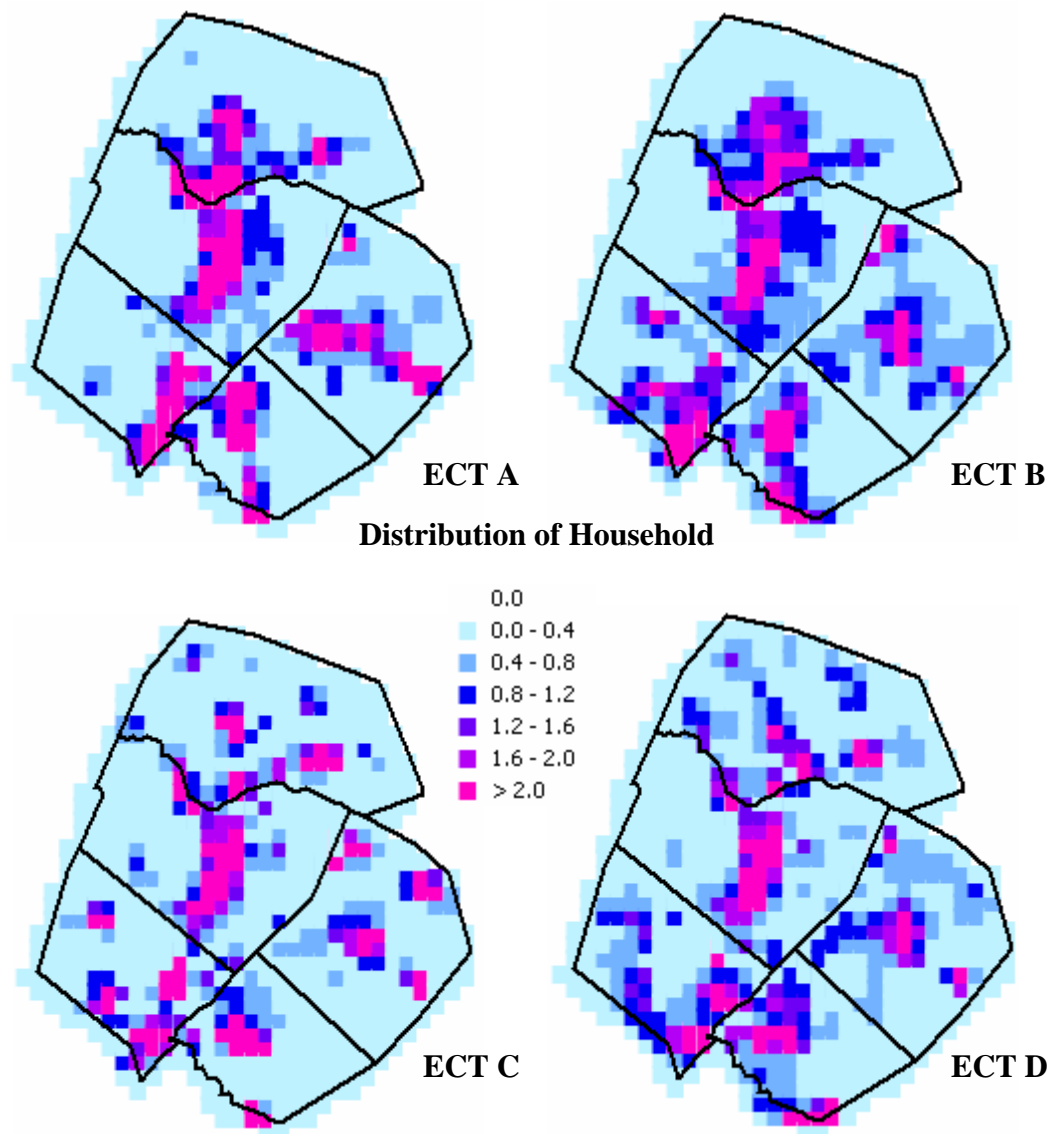 ECT A
ECT B
Distribution of Household
0.0
0.0 - 0.4
0.4 - 0.8
0.8 - 1.2
1.2 - 1.6
1.6 - 2.0
> 2.0
ECT C
ECT D